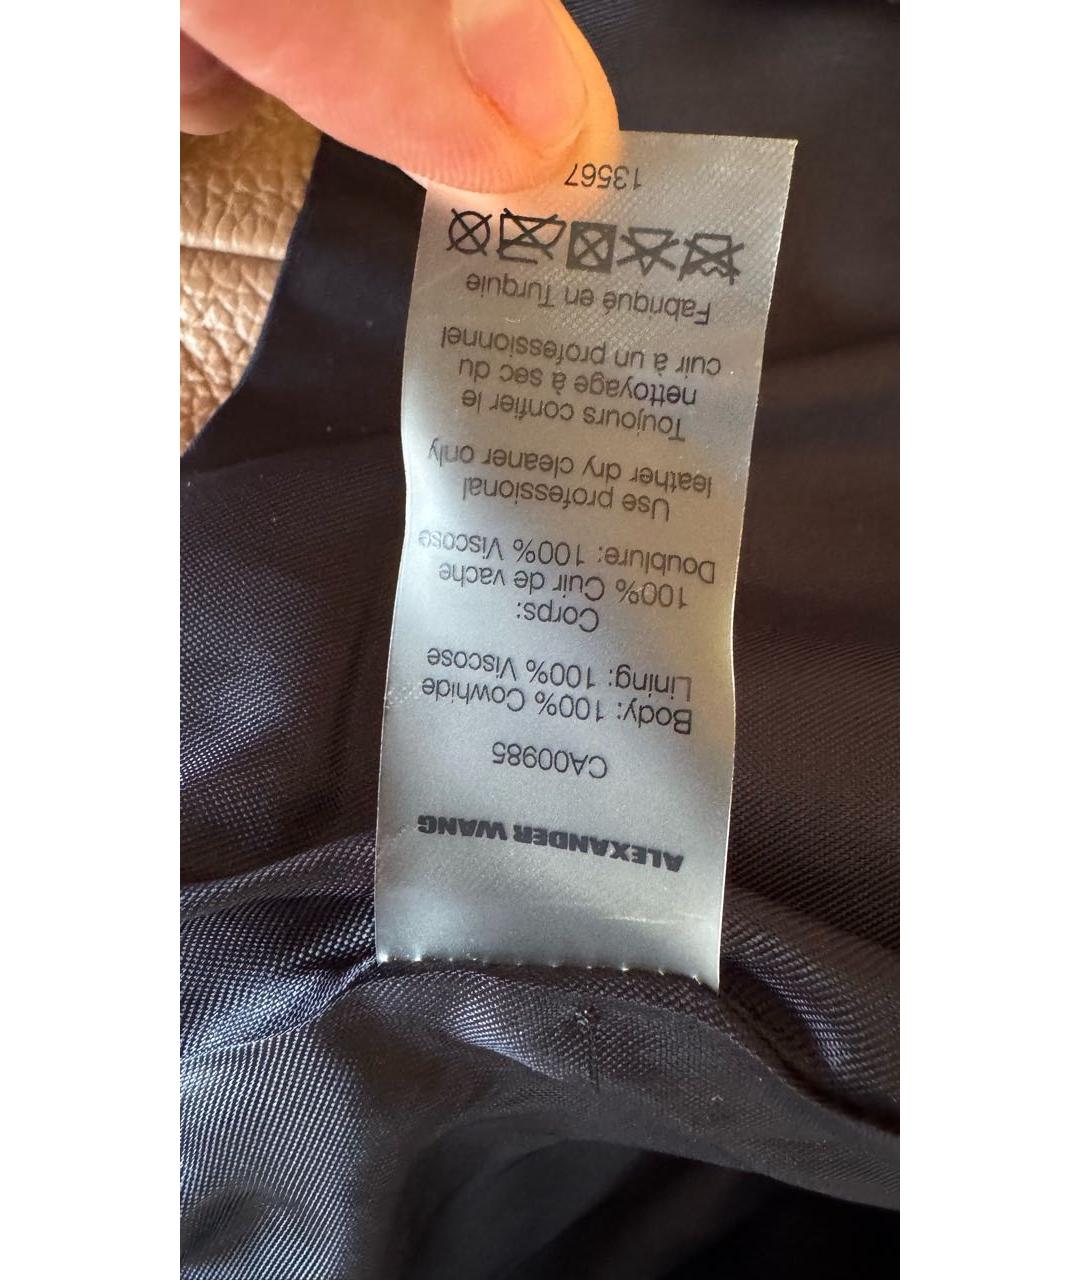 ALEXANDER WANG
CA00985
Body: 100% Cowhide
Lining: 100% Viscose
Corps:
100% Cuir de vache
Doublure: 100% Viscose
Use professional
leather dry cleaner only
Toujours confier le
nettoyage à sec du
cuir à un professionnel
Fabriqué en Turquie
13567